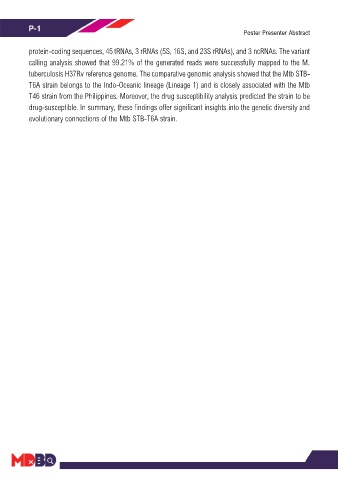 P-1
Poster Presenter Abstract
protein-coding sequences, 45 tRNAs, 3 rRNAs (5S, 16S, and 23S rRNAs), and 3 ncRNAs. The variant
calling analysis showed that 99.21% of the generated reads were successfully mapped to the M.
tuberculosis H37Rv reference genome. The comparative genomic analysis showed that the Mtb STB-
T6A strain belongs to the Indo-Oceanic lineage (Lineage 1) and is closely associated with the Mtb
T46 strain from the Philippines. Moreover, the drug susceptibility analysis predicted the strain to be
drug-susceptible. In summary, these findings offer significant insights into the genetic diversity and
evolutionary connections of the Mtb STB-T6A strain.